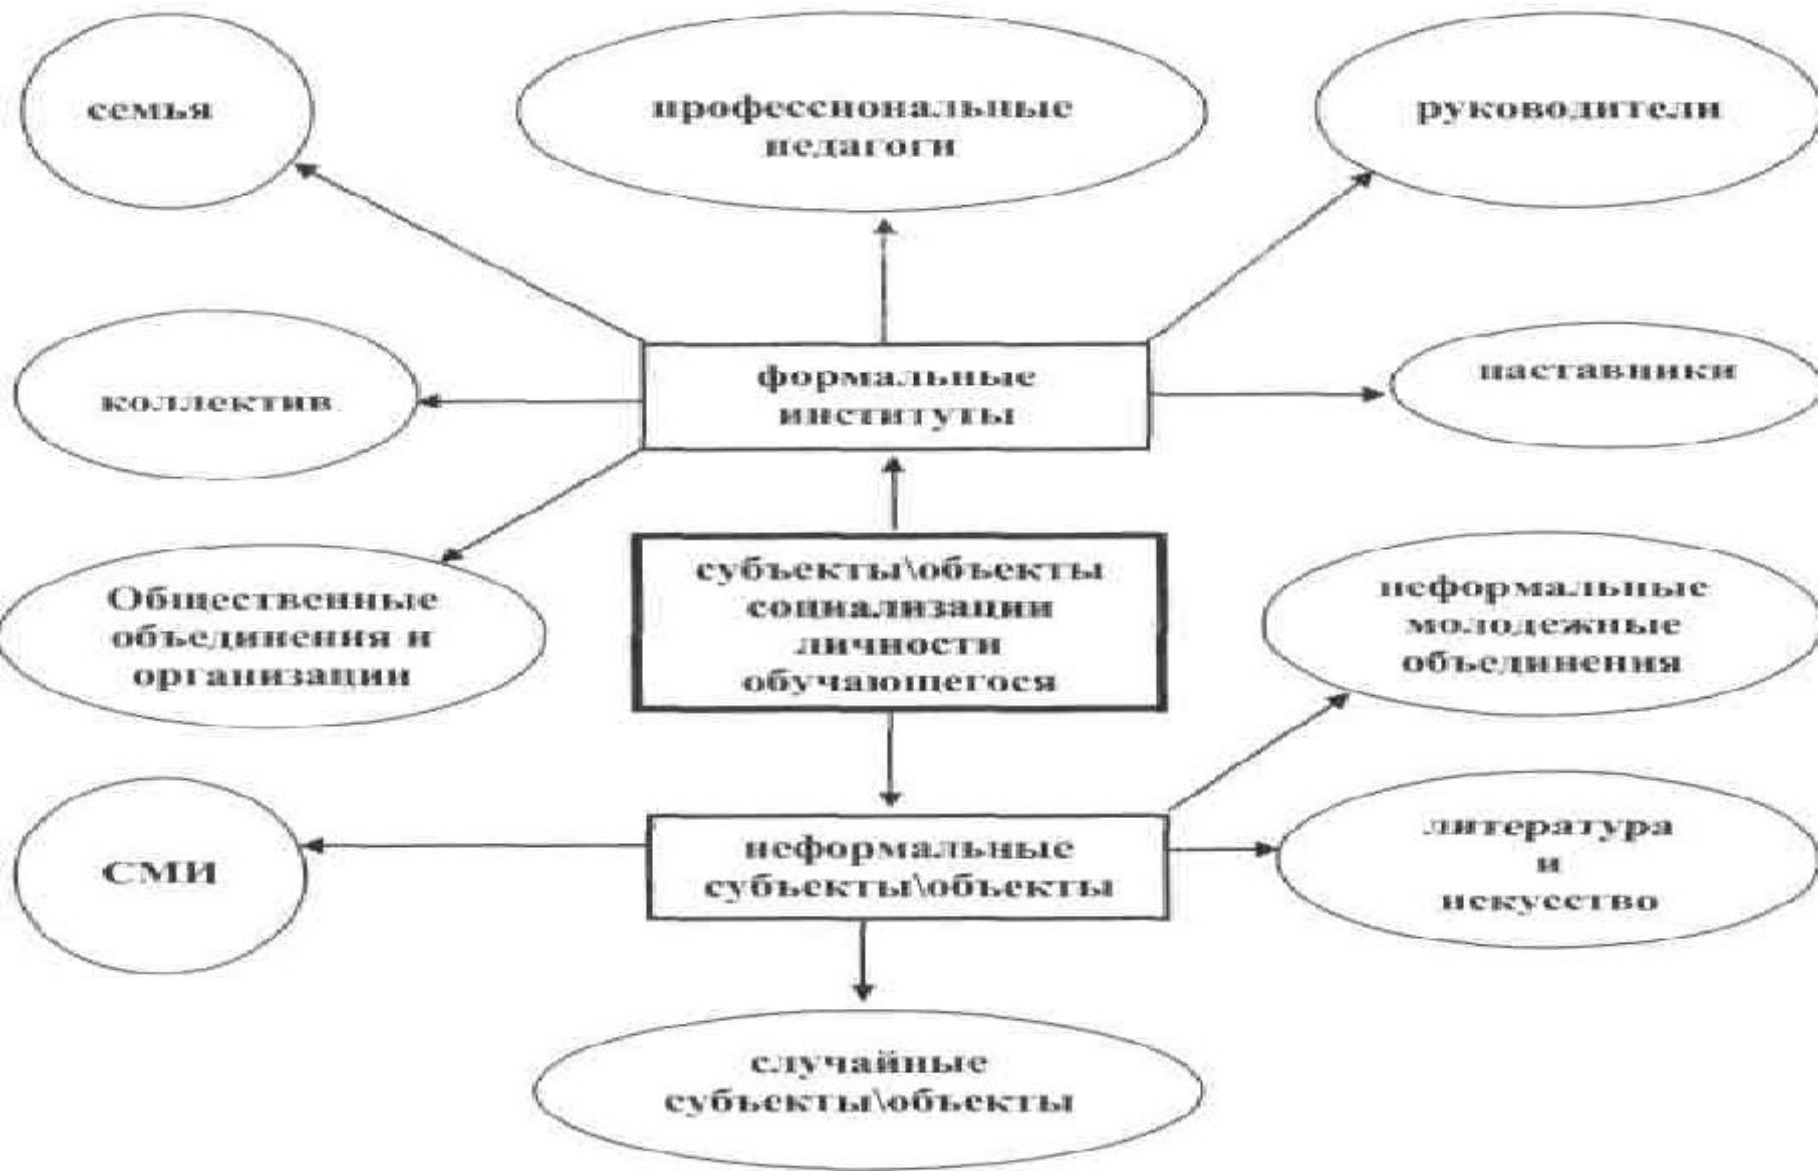 семья
профессиональные
педагоги
руководители
коллектив
формальные
институты
наставники
Общественные
объединения и
организации
субъекты\объекты
социализации
личности
обучающегося
неформальные
молодежные
объединения
СМИ
неформальные
субъекты\объекты
литература
и
искусство
случайные
субъекты\объекты